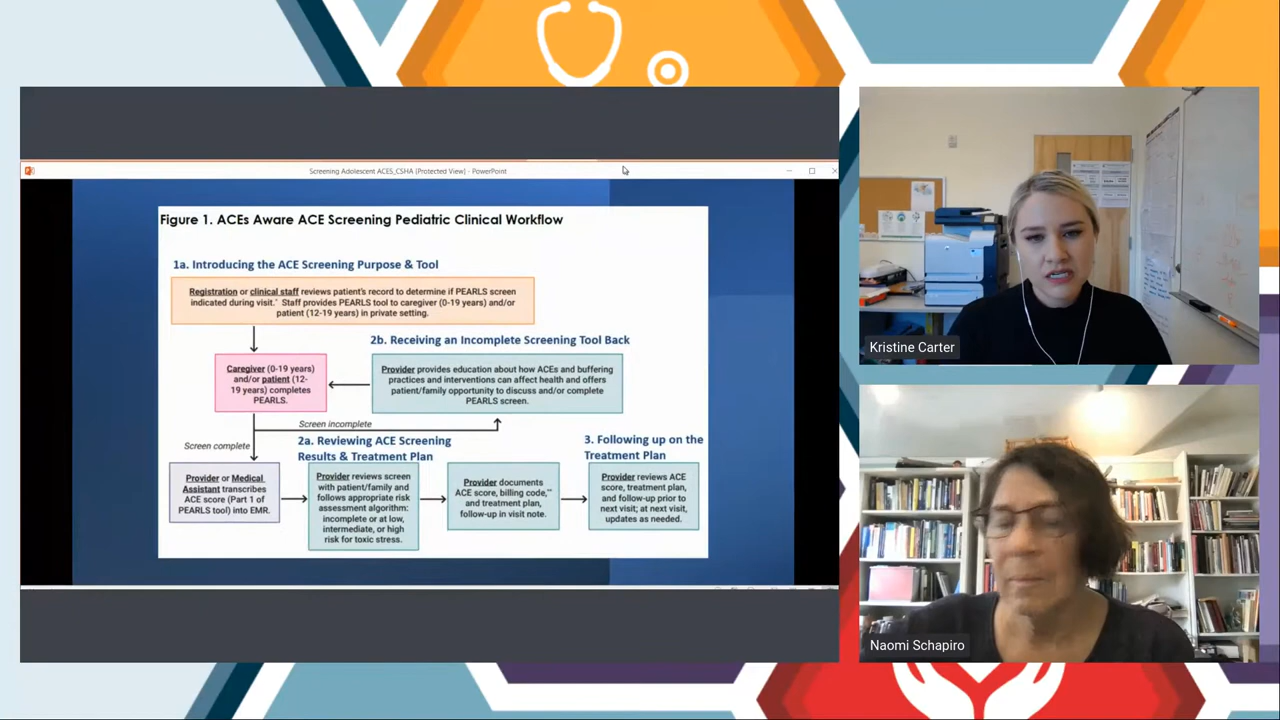 Screening Adolescent ACES_CSHA [Protected View] - PowerPoint
Figure 1. ACEs Aware ACE Screening Pediatric Clinical Workflow
1a. Introducing the ACE Screening Purpose & Tool
Registration or clinical staff reviews patient's record to determine if PEARLS screen
indicated during visit.* Staff provides PEARLS tool to caregiver (0-19 years) and/or
patient (12-19 years) in private setting.
2b. Receiving an Incomplete Screening Tool Back
Caregiver (0-19 years)
and/or patient (12-
19 years) completes
PEARLS.
Provider provides education about how ACEs and buffering
practices and interventions can affect health and offers
patient/family opportunity to discuss and/or complete
PEARLS screen.
Screen incomplete
Screen complete
2a. Reviewing ACE Screening
Results & Treatment Plan
3. Following up on the
Treatment Plan
Provider or Medical
Assistant transcribes
ACE score (Part 1 of
PEARLS tool) into EMR.
Provider reviews screen
with patient/family and
follows appropriate risk
assessment algorithm:
incomplete or at low,
intermediate, or high
risk for toxic stress.
Provider documents
ACE score, billing code,**
and treatment plan,
follow-up in visit note.
Provider reviews ACE
score, treatment plan,
and follow-up prior to
next visit; at next visit,
updates as needed.
Kristine Carter
Naomi Schapiro